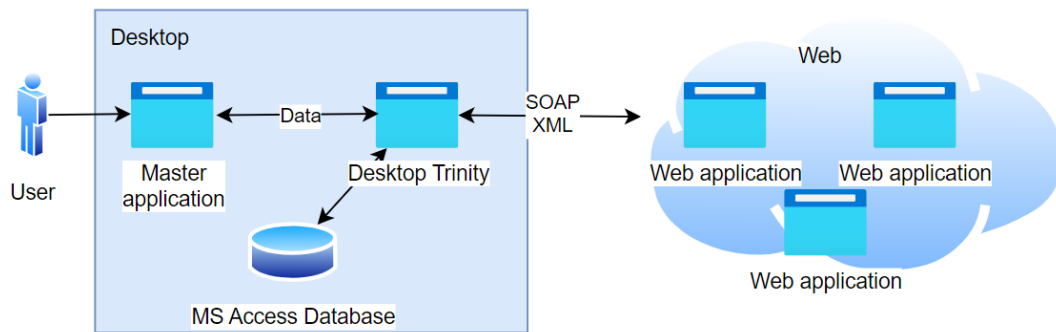 Desktop
Web
SOAP
XML
Data
Master
application
Desktop Trinity
Web application
Web application
User
Web application
MS Access Database